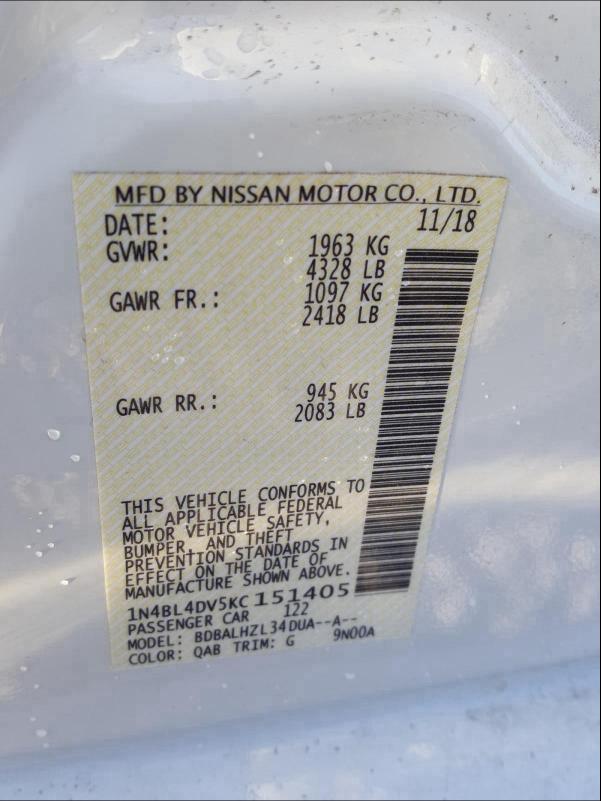 MFD BY NISSAN MOTOR CO., LTD.
DATE: 11/18
GVWR: 1963 KG
4328 LB
GAWR FR.: 1097 KG
2418 LB
GAWR RR.: 945 KG
2083 LB
THIS VEHICLE CONFORMS TO
ALL APPLICABLE FEDERAL
MOTOR VEHICLE SAFETY,
BUMPER, AND THEFT
PREVENTION STANDARDS IN
EFFECT ON THE DATE OF
MANUFACTURE SHOWN ABOVE.
1N4BL4DV5KC151405
PASSENGER CAR 122
MODEL: BDBALHZL34DUA--A--
COLOR: QAB TRIM: G 9N00A